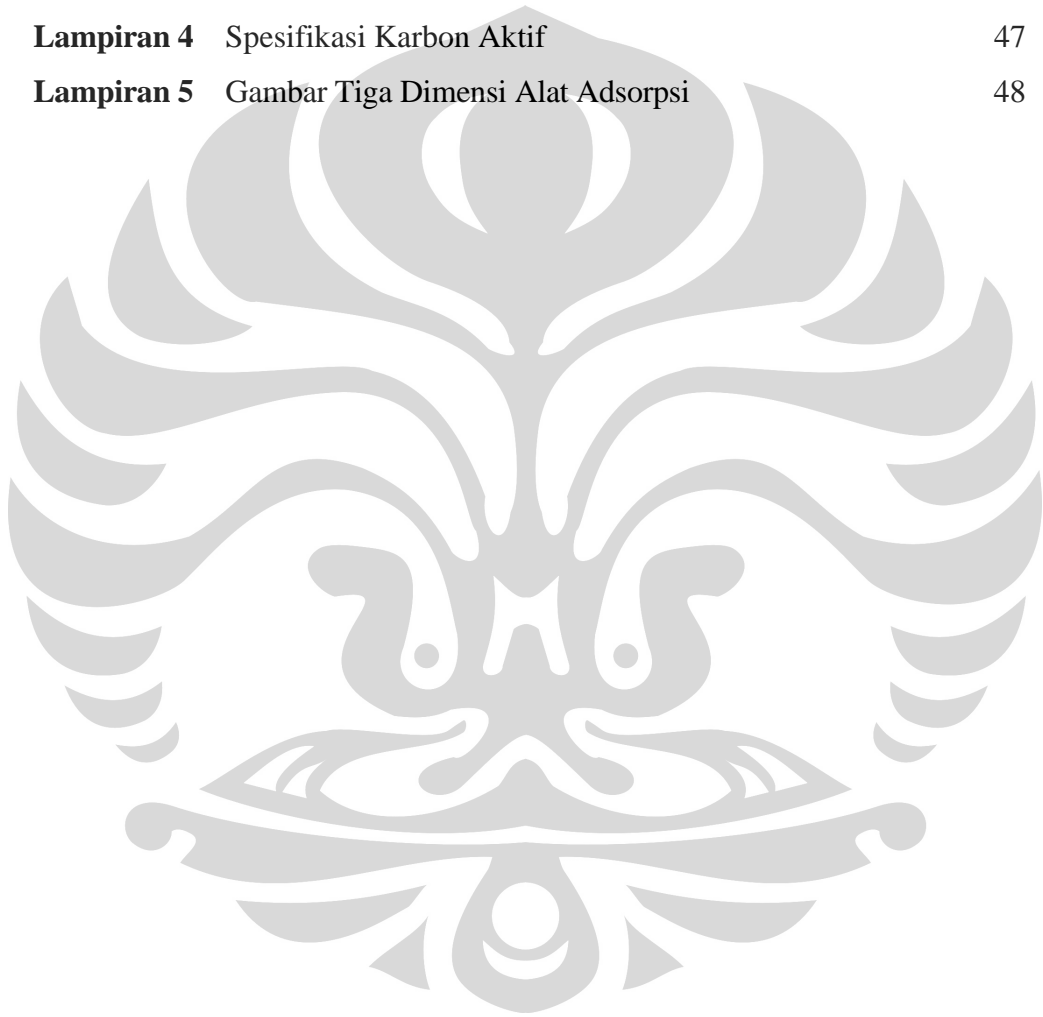 Lampiran 4 Spesifikasi Karbon Aktif 47
Lampiran 5 Gambar Tiga Dimensi Alat Adsorpsi 48